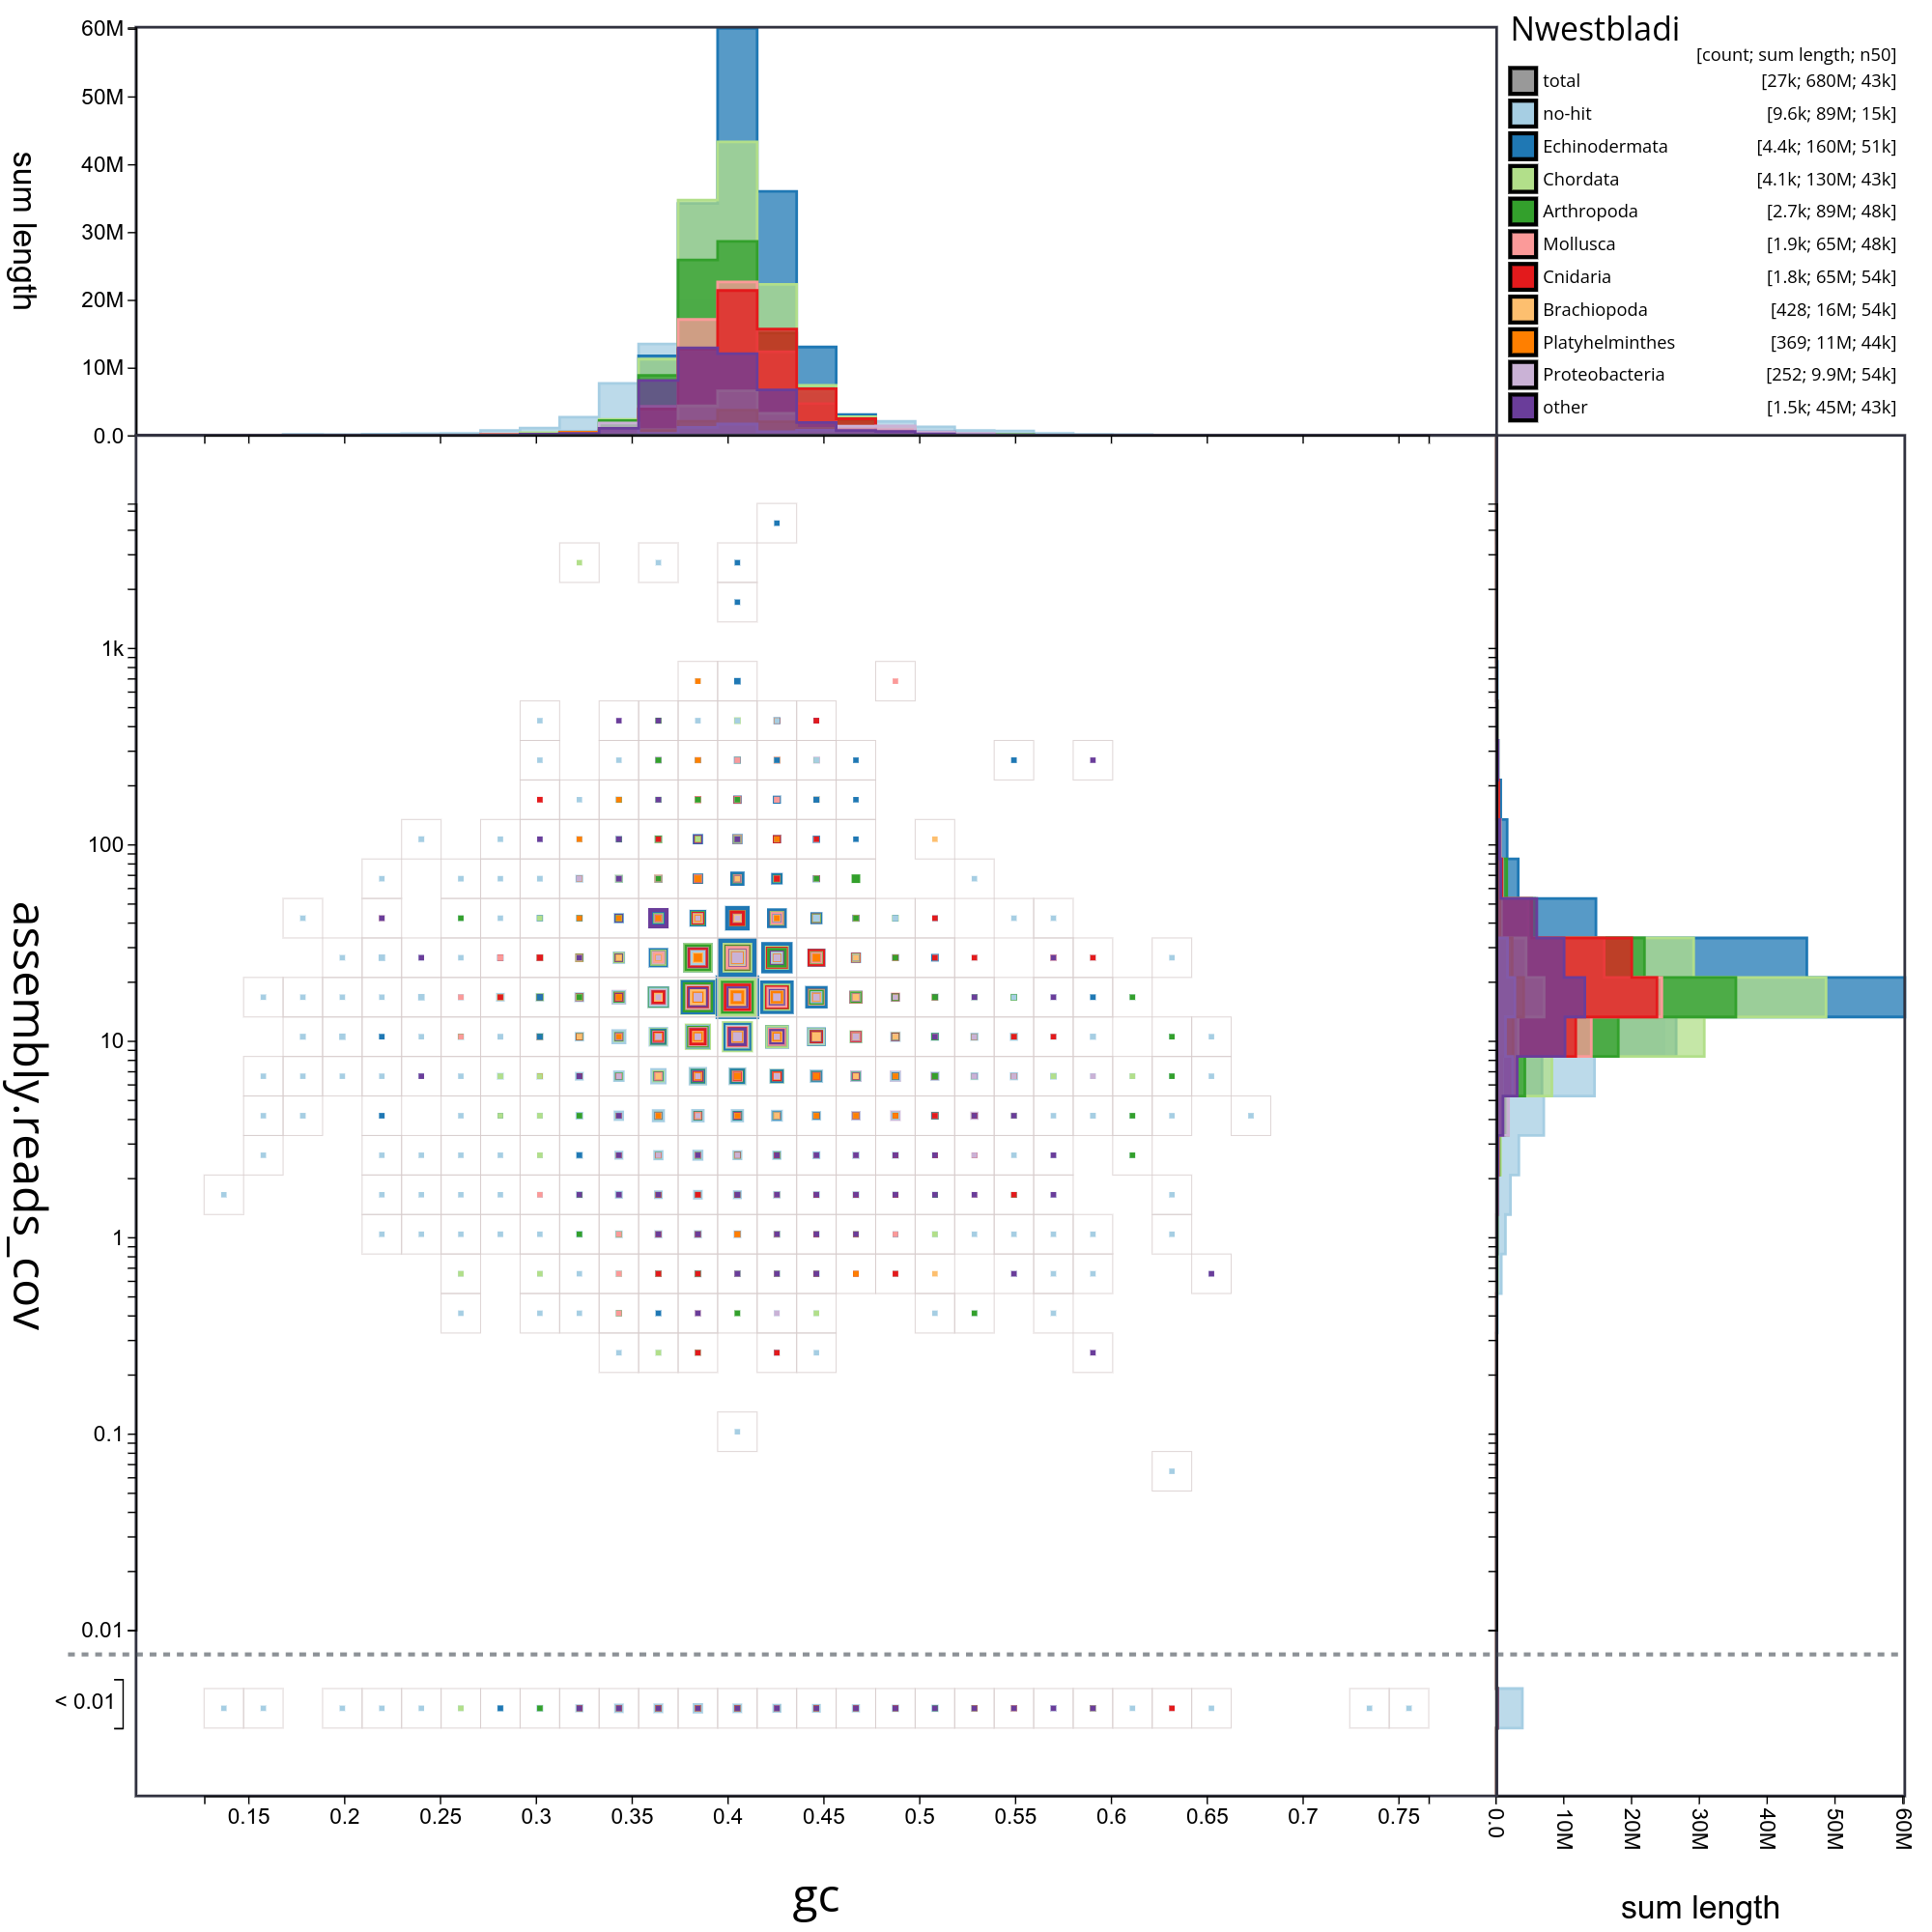 Nwestbladi
[count; sum length; n50]
total [27k; 680M; 43k]
no-hit [9.6k; 89M; 15k]
Echinodermata [4.4k; 160M; 51k]
Chordata [4.1k; 130M; 43k]
Arthropoda [2.7k; 89M; 48k]
Mollusca [1.9k; 65M; 48k]
Cnidaria [1.8k; 65M; 54k]
Brachiopoda [428; 16M; 54k]
Platyhelminthes [369; 11M; 44k]
Proteobacteria [252; 9.9M; 54k]
other [1.5k; 45M; 43k]
60M
50M
40M
30M
20M
10M
0.0
sum length
1k
100
10
1
0.1
0.01
< 0.01
assembly.reads_cov
0.15 0.2 0.25 0.3 0.35 0.4 0.45 0.5 0.55 0.6 0.65 0.7 0.75
gc
0.0 10M 20M 30M 40M 50M 60M
sum length